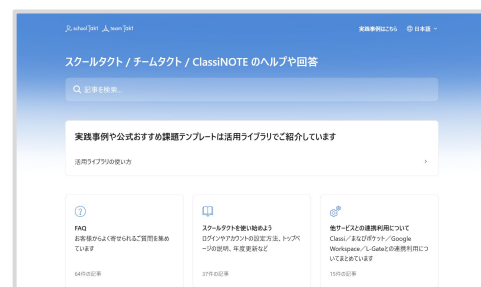 schoolTakt teamTakt 実践事例はこちら 日本語
スクールタクト / チームタクト / ClassiNOTE のヘルプや回答
記事を検索...
実践事例や公式おすすめ課題テンプレートは活用ライブラリでご紹介しています
活用ライブラリの使い方
FAQ
お客様からよく寄せられるご質問を集め
ています
64件の記事
スクールタクトを使い始めよう
ログインやアカウントの設定方法、トップペ
ージの説明、年度更新など
37件の記事
他サービスとの連携利用について
Classi／まなびポケット／Google
Workspace／L-Gateとの連携利用につ
いてまとめています
15件の記事